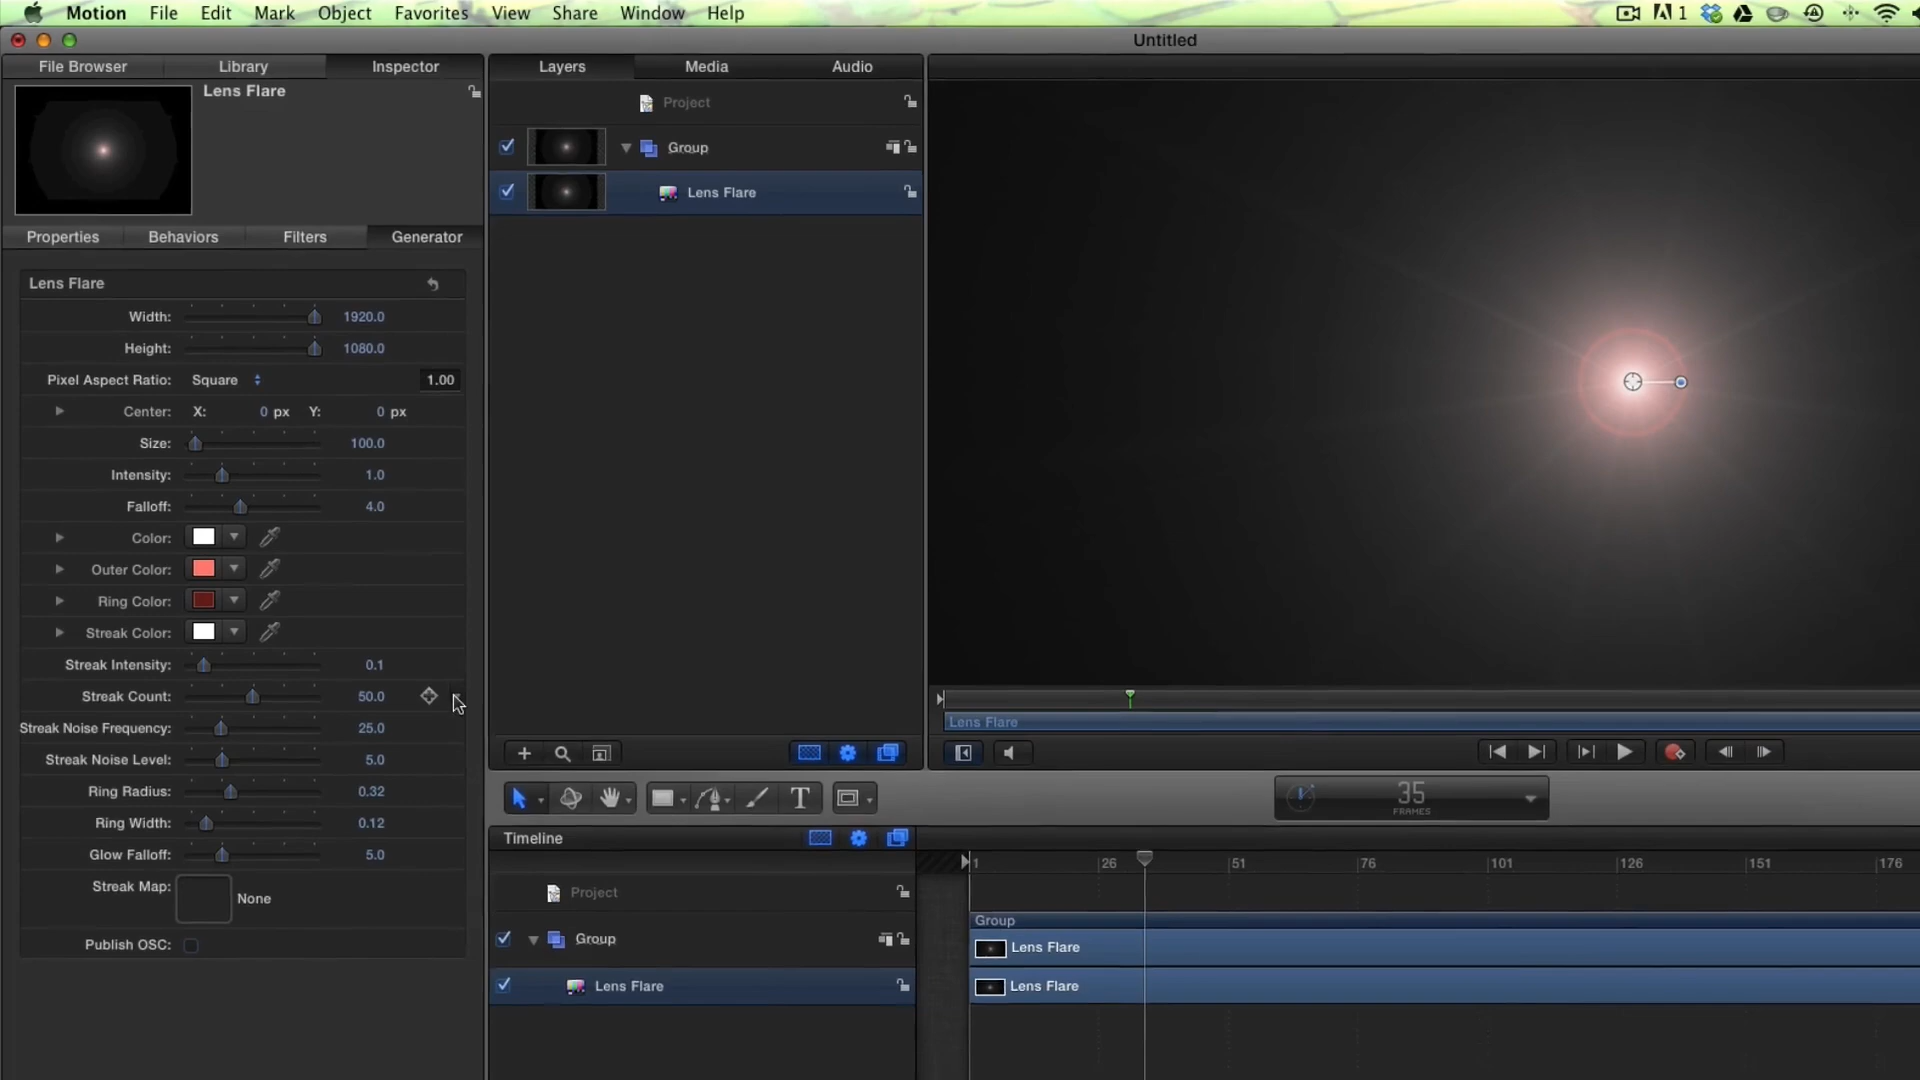 Motion File Edit Mark Object Favorites View Share Window Help 1
Untitled
File Browser Library Inspector
Lens Flare
Properties Behaviors Filters Generator
Lens Flare
Width: 1920.0
Height: 1080.0
Pixel Aspect Ratio: Square 1.00
Center: X: 0 px Y: 0 px
Size: 100.0
Intensity: 1.0
Falloff: 4.0
Color:
Outer Color:
Ring Color:
Streak Color:
Streak Intensity: 0.1
Streak Count: 50.0
Streak Noise Frequency: 25.0
Streak Noise Level: 5.0
Ring Radius: 0.32
Ring Width: 0.12
Glow Falloff: 5.0
Streak Map: None
Publish OSC:
Layers Media Audio
Project
Group
Lens Flare
Lens Flare
T
35
FRAMES
Timeline
1 26 51 76 101 126 151 176
Project
Group
Group
Lens Flare
Lens Flare
Lens Flare